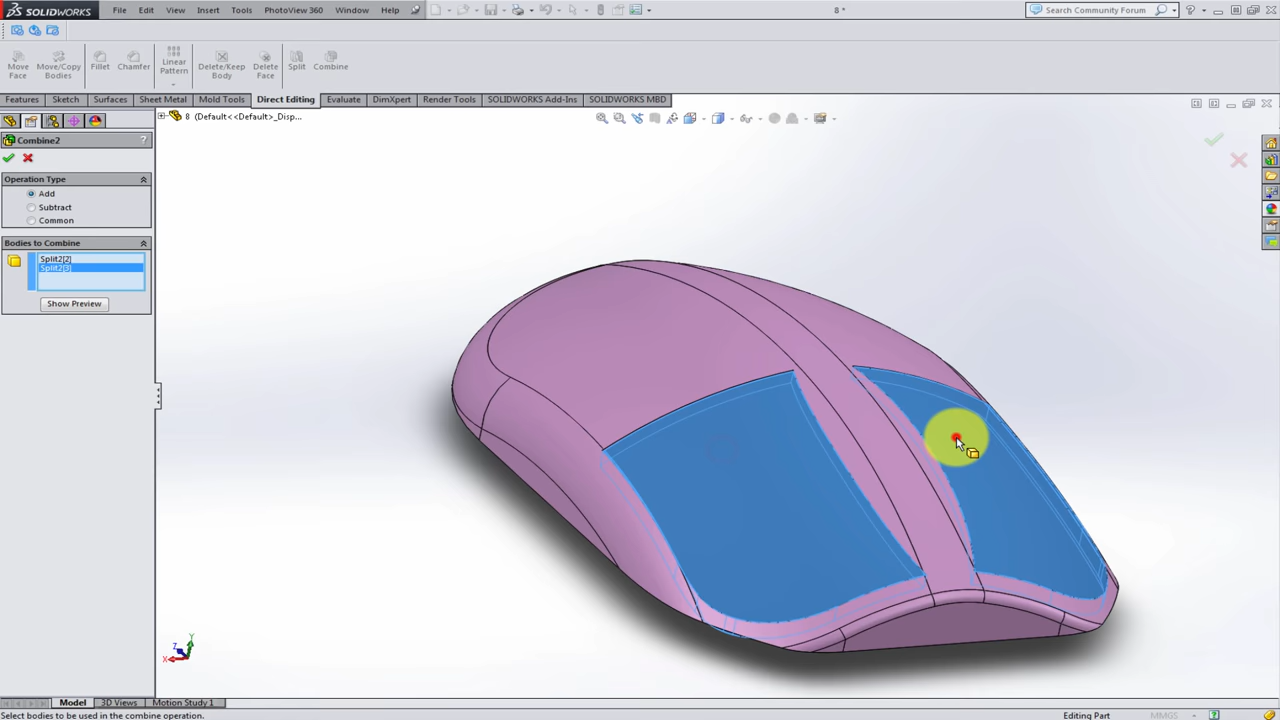 SOLIDWORKS File Edit View Insert Tools PhotoView 360 Window Help 8 * Search Community Forum
Move Face Move/Copy Bodies Fillet Chamfer Linear Pattern Delete/Keep Body Delete Face Split Combine
Features Sketch Surfaces Sheet Metal Mold Tools Direct Editing Evaluate DimXpert Render Tools SOLIDWORKS Add-Ins SOLIDWORKS MBD
8 (Default<<Default>_Disp...
Combine2 ?
Operation Type
Add
Subtract
Common
Bodies to Combine
Split2[2]
Split2[3]
Show Preview
Y
Z
X
Model 3D Views Motion Study 1
Select bodies to be used in the combine operation. Editing Part MMGS